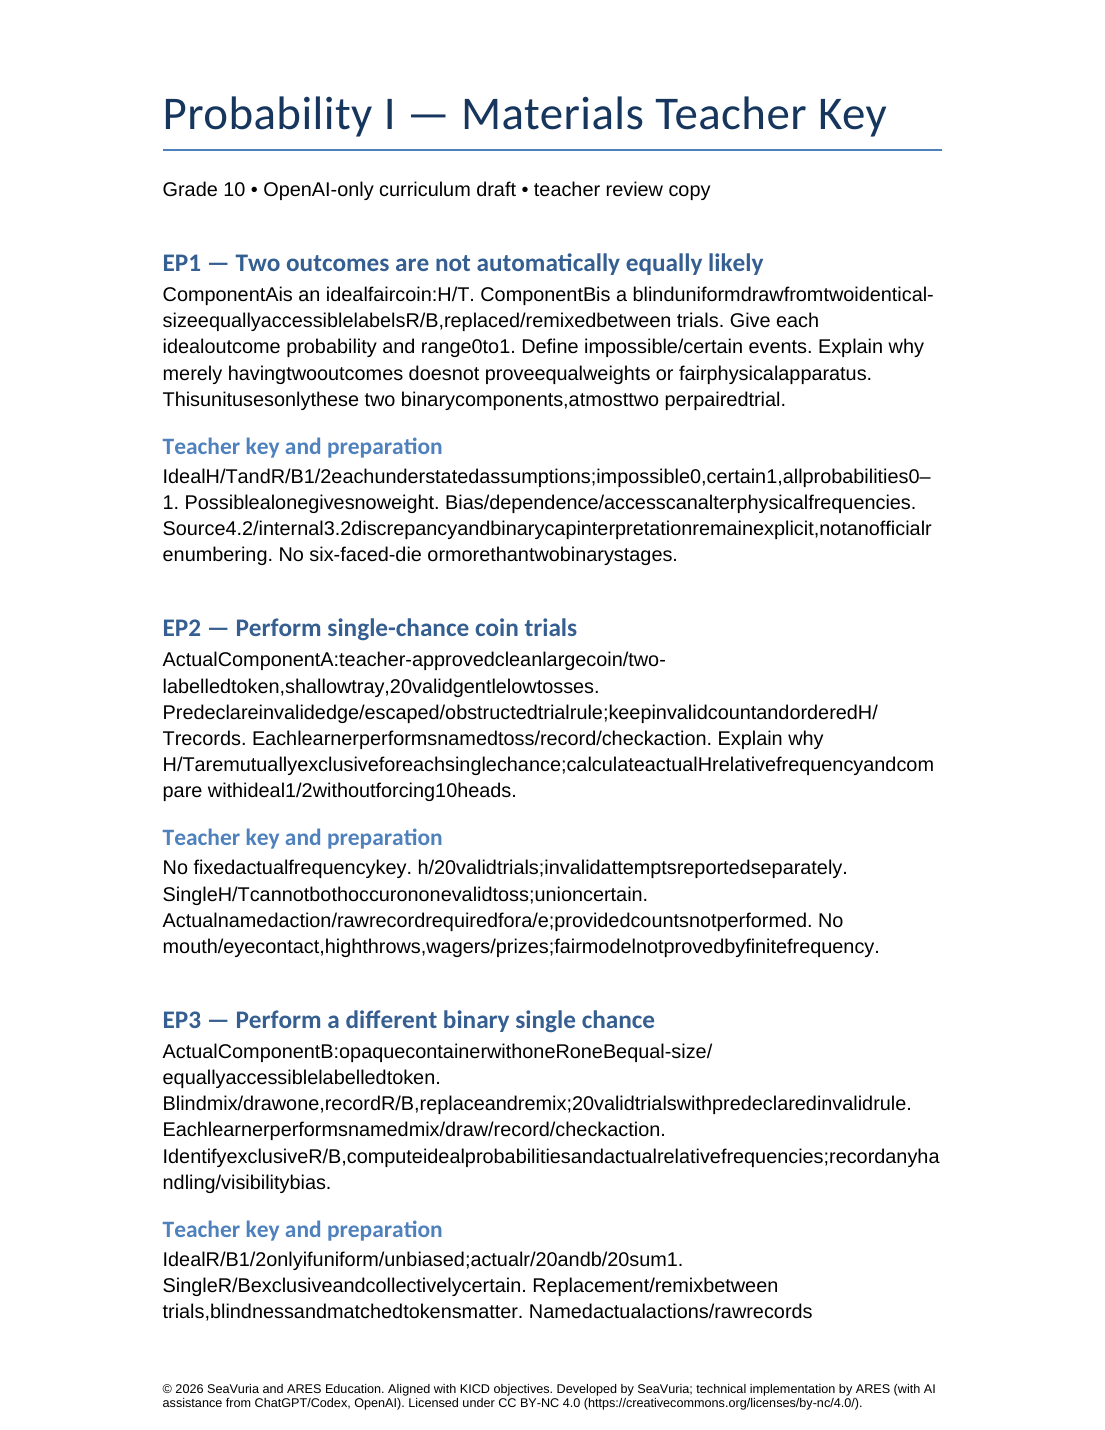 Probability I — Materials Teacher Key
Grade 10 • OpenAI-only curriculum draft • teacher review copy
EP1 — Two outcomes are not automatically equally likely
ComponentAis an idealfaircoin:H/T. ComponentBis a blinduniformdrawfromtwoidentical-
sizeequallyaccessiblelabelsR/B,replaced/remixedbetween trials. Give each
idealoutcome probability and range0to1. Define impossible/certain events. Explain why
merely havingtwooutcomes doesnot proveequalweights or fairphysicalapparatus.
Thisunitusesonlythese two binarycomponents,atmosttwo perpairedtrial.
Teacher key and preparation
IdealH/TandR/B1/2eachunderstatedassumptions;impossible0,certain1,allprobabilities0–
1. Possiblealonegivesnoweight. Bias/dependence/accesscanalterphysicalfrequencies.
Source4.2/internal3.2discrepancyandbinarycapinterpretationremainexplicit,notanofficialr
enumbering. No six-faced-die ormorethantwobinarystages.
EP2 — Perform single-chance coin trials
ActualComponentA:teacher-approvedcleanlargecoin/two-
labelledtoken,shallowtray,20validgentlelowtosses.
Predeclareinvalidedge/escaped/obstructedtrialrule;keepinvalidcountandorderedH/
Trecords. Eachlearnerperformsnamedtoss/record/checkaction. Explain why
H/Taremutuallyexclusiveforeachsinglechance;calculateactualHrelativefrequencyandcom
pare withideal1/2withoutforcing10heads.
Teacher key and preparation
No fixedactualfrequencykey. h/20validtrials;invalidattemptsreportedseparately.
SingleH/Tcannotbothoccurononevalidtoss;unioncertain.
Actualnamedaction/rawrecordrequiredfora/e;providedcountsnotperformed. No
mouth/eyecontact,highthrows,wagers/prizes;fairmodelnotprovedbyfinitefrequency.
EP3 — Perform a different binary single chance
ActualComponentB:opaquecontainerwithoneRoneBequal-size/
equallyaccessiblelabelledtoken.
Blindmix/drawone,recordR/B,replaceandremix;20validtrialswithpredeclaredinvalidrule.
Eachlearnerperformsnamedmix/draw/record/checkaction.
IdentifyexclusiveR/B,computeidealprobabilitiesandactualrelativefrequencies;recordanyha
ndling/visibilitybias.
Teacher key and preparation
IdealR/B1/2onlyifuniform/unbiased;actualr/20andb/20sum1.
SingleR/Bexclusiveandcollectivelycertain. Replacement/remixbetween
trials,blindnessandmatchedtokensmatter. Namedactualactions/rawrecords
© 2026 SeaVuria and ARES Education. Aligned with KICD objectives. Developed by SeaVuria; technical implementation by ARES (with AI
assistance from ChatGPT/Codex, OpenAI). Licensed under CC BY-NC 4.0 (https://creativecommons.org/licenses/by-nc/4.0/).